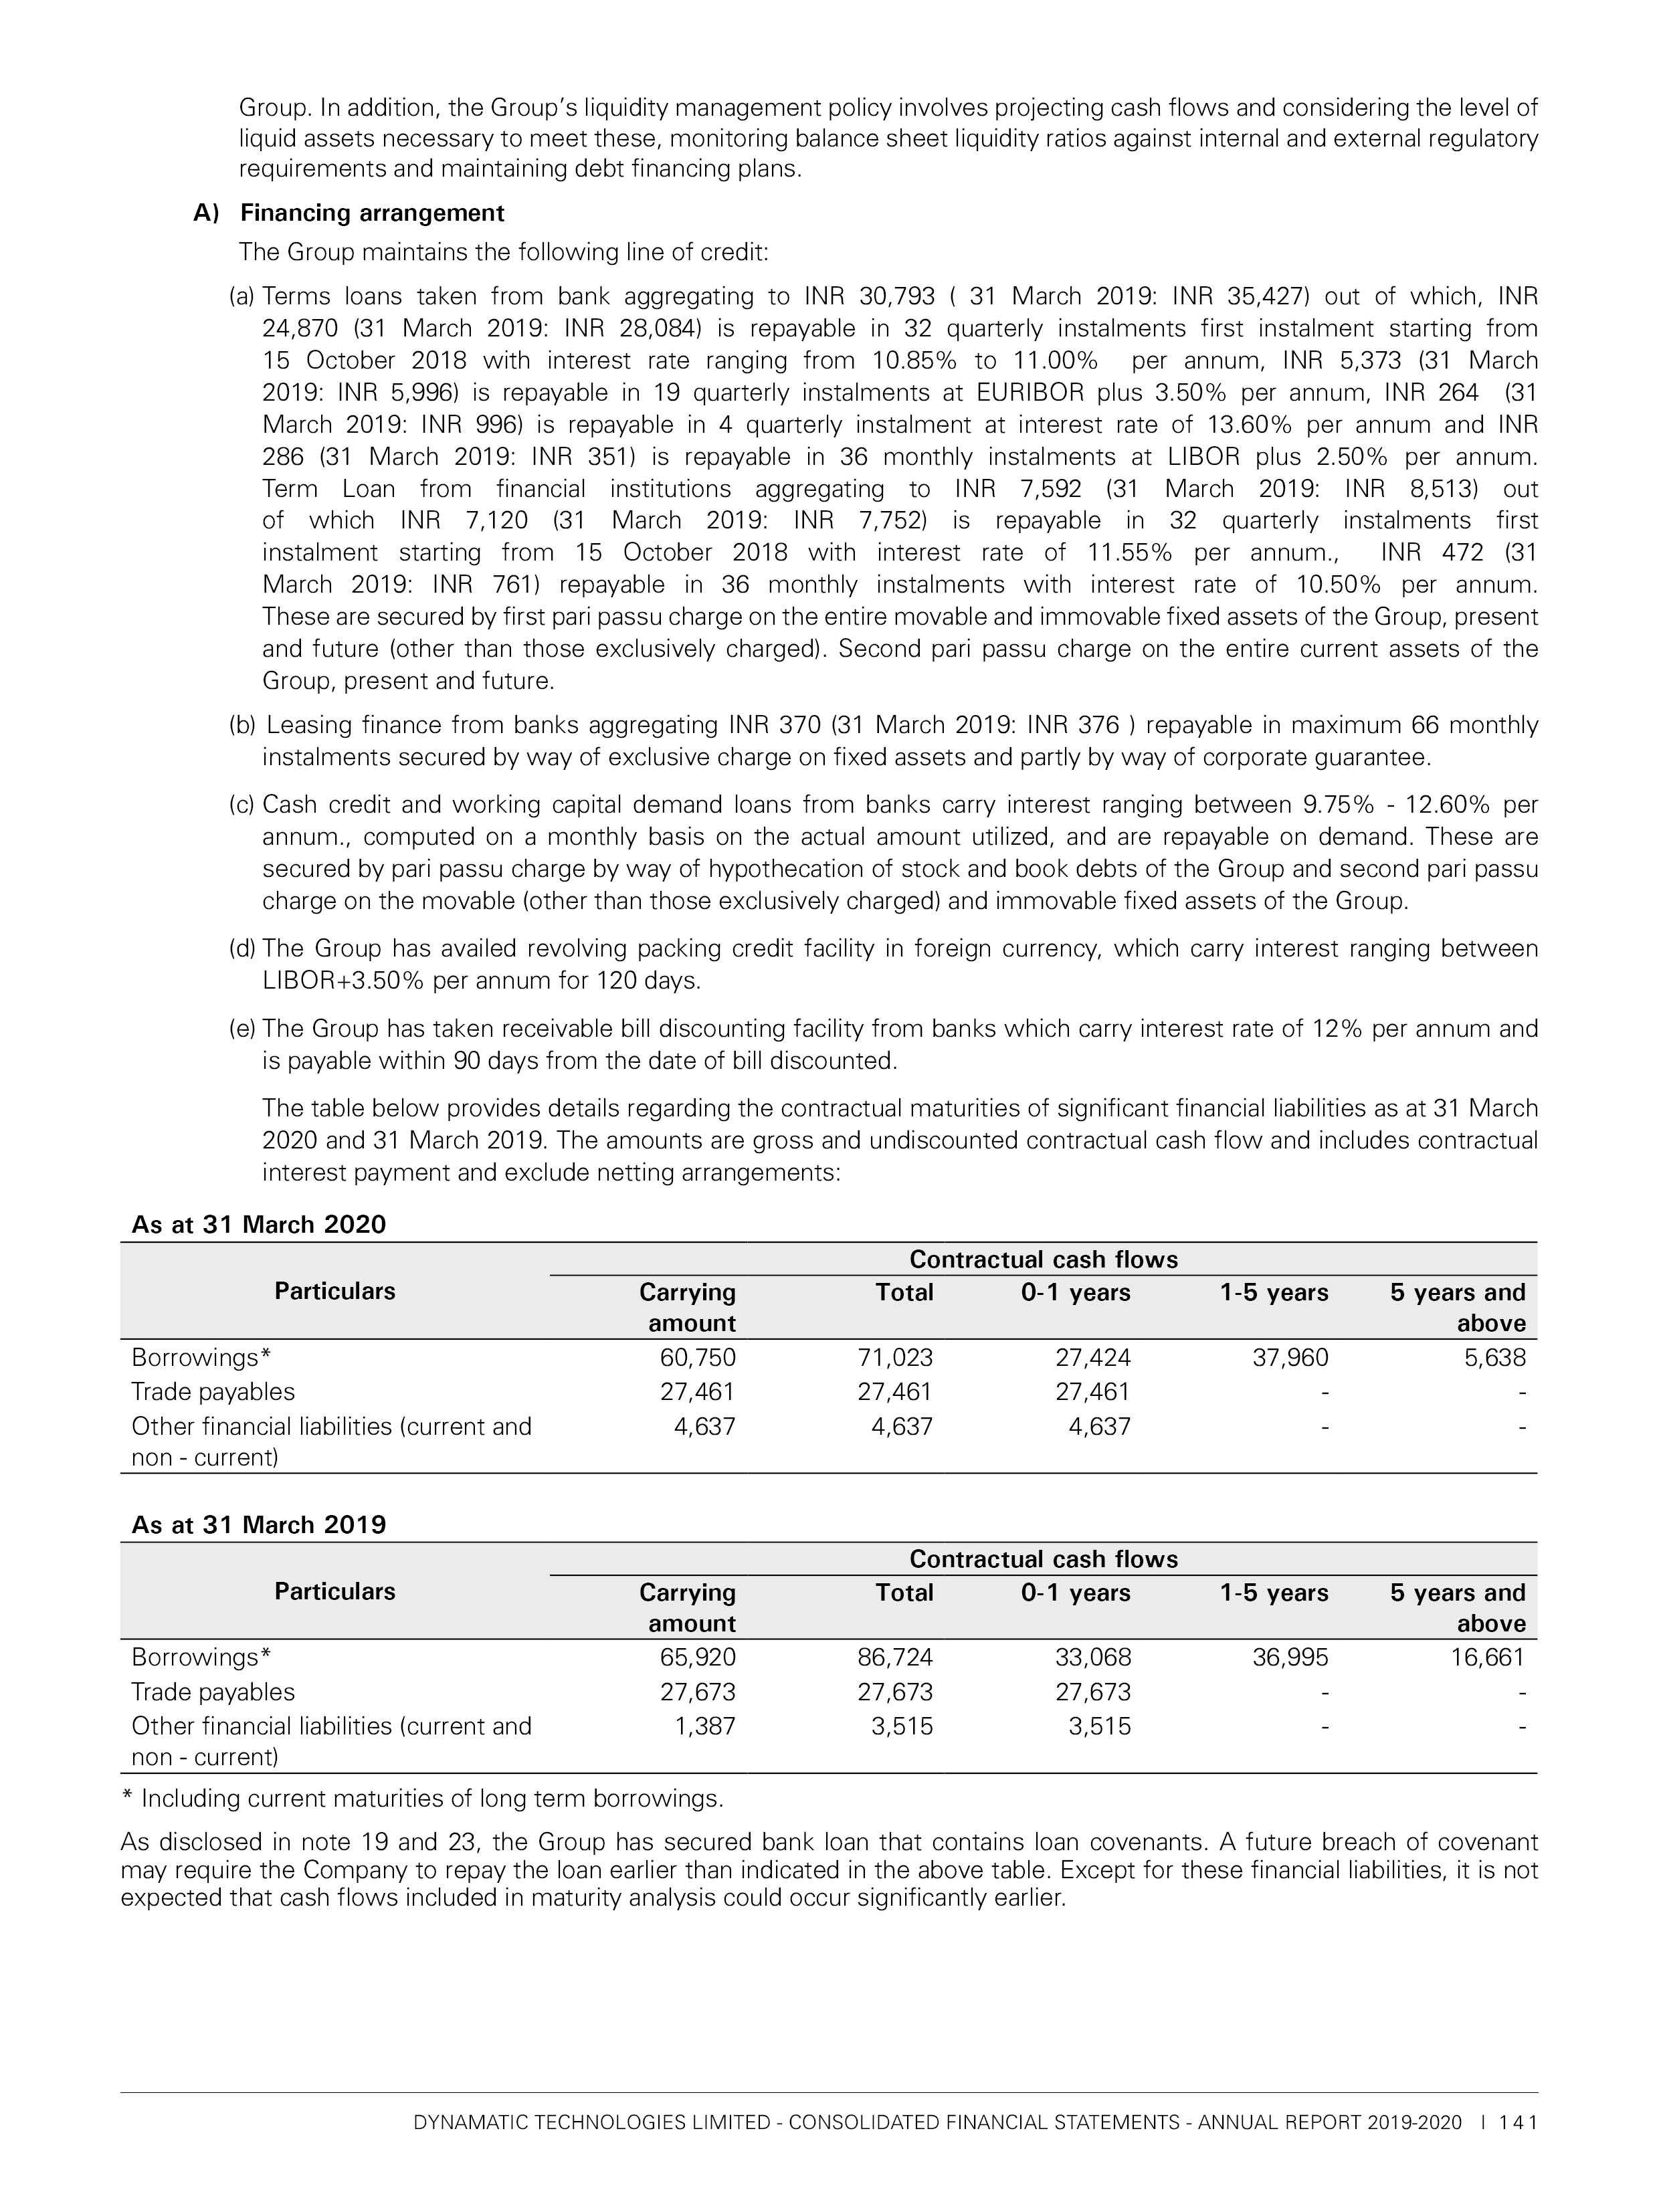 Group. In addition, the Group’s liquidity management policy involves projecting cash flows and considering the level of
liquid assets necessary to meet these, monitoring balance sheet liquidity ratios against internal and external regulatory
requirements and maintaining debt financing plans.
A) Financing arrangement
The Group maintains the following line of credit:
(a) Terms loans taken from bank aggregating to INR 30,793 ( 31 March 2019: INR 35,427) out of which, INR
24,870 (31 March 2019: INR 28,084) is repayable in 32 quarterly instalments first instalment starting from
15 October 2018 with interest rate ranging from 10.85% to 11.00% per annum, INR 5,373 (31 March
2019: INR 5,996) is repayable in 19 quarterly instalments at EURIBOR plus 3.50% per annum, INR 264 (31
March 2019: INR 996) is repayable in 4 quarterly instalment at interest rate of 13.60% per annum and INR
286 (31 March 2019: INR 351) is repayable in 36 monthly instalments at LIBOR plus 2.50% per annum.
Term Loan from financial institutions aggregating to INR 7,592 (31 March 2019: INR 8,513) out
of which INR 7,120 (31 March 2019: INR 7,752) is repayable in 32 quarterly instalments first
instalment starting from 15 October 2018 with interest rate of 11.55% per annum., INR 472 (31
March 2019: INR 761) repayable in 36 monthly instalments with interest rate of 10.50% per annum.
These are secured by first pari passu charge on the entire movable and immovable fixed assets of the Group, present
and future (other than those exclusively charged). Second pari passu charge on the entire current assets of the
Group, present and future.
(b) Leasing finance from banks aggregating INR 370 (31 March 2019: INR 376 ) repayable in maximum 66 monthly
instalments secured by way of exclusive charge on fixed assets and partly by way of corporate guarantee.
(c) Cash credit and working capital demand loans from banks carry interest ranging between 9.75% - 12.60% per
annum., computed on a monthly basis on the actual amount utilized, and are repayable on demand. These are
secured by pari passu charge by way of hypothecation of stock and book debts of the Group and second pari passu
charge on the movable (other than those exclusively charged) and immovable fixed assets of the Group.
(d) The Group has availed revolving packing credit facility in foreign currency, which carry interest ranging between
LIBOR+3.50% per annum for 120 days.
(e) The Group has taken receivable bill discounting facility from banks which carry interest rate of 12% per annum and
is payable within 90 days from the date of bill discounted.
The table below provides details regarding the contractual maturities of significant financial liabilities as at 31 March
2020 and 31 March 2019. The amounts are gross and undiscounted contractual cash flow and includes contractual
interest payment and exclude netting arrangements:
As at 31 March 2020
Contractual cash flows
Particulars Carrying Total 0-1 years 1-5 years 5 years and
amount above
Borrowings* 60,750 71,023 27,424 37,960 5,638
Trade payables 27,461 27,461 27,461 - -
Other financial liabilities (current and 4,637 4,637 4,637 - -
non - current)
As at 31 March 2019
Contractual cash flows
Particulars Carrying Total 0-1 years 1-5 years 5 years and
amount above
Borrowings* 65,920 86,724 33,068 36,995 16,661
Trade payables 27,673 27,673 27,673 - -
Other financial liabilities (current and 1,387 3,515 3,515 - -
non - current)
* Including current maturities of long term borrowings.
As disclosed in note 19 and 23, the Group has secured bank loan that contains loan covenants. A future breach of covenant
may require the Company to repay the loan earlier than indicated in the above table. Except for these financial liabilities, it is not
expected that cash flows included in maturity analysis could occur significantly earlier.
DYNAMATIC TECHNOLOGIES LIMITED - CONSOLIDATED FINANCIAL STATEMENTS - ANNUAL REPORT 2019-2020 | 141